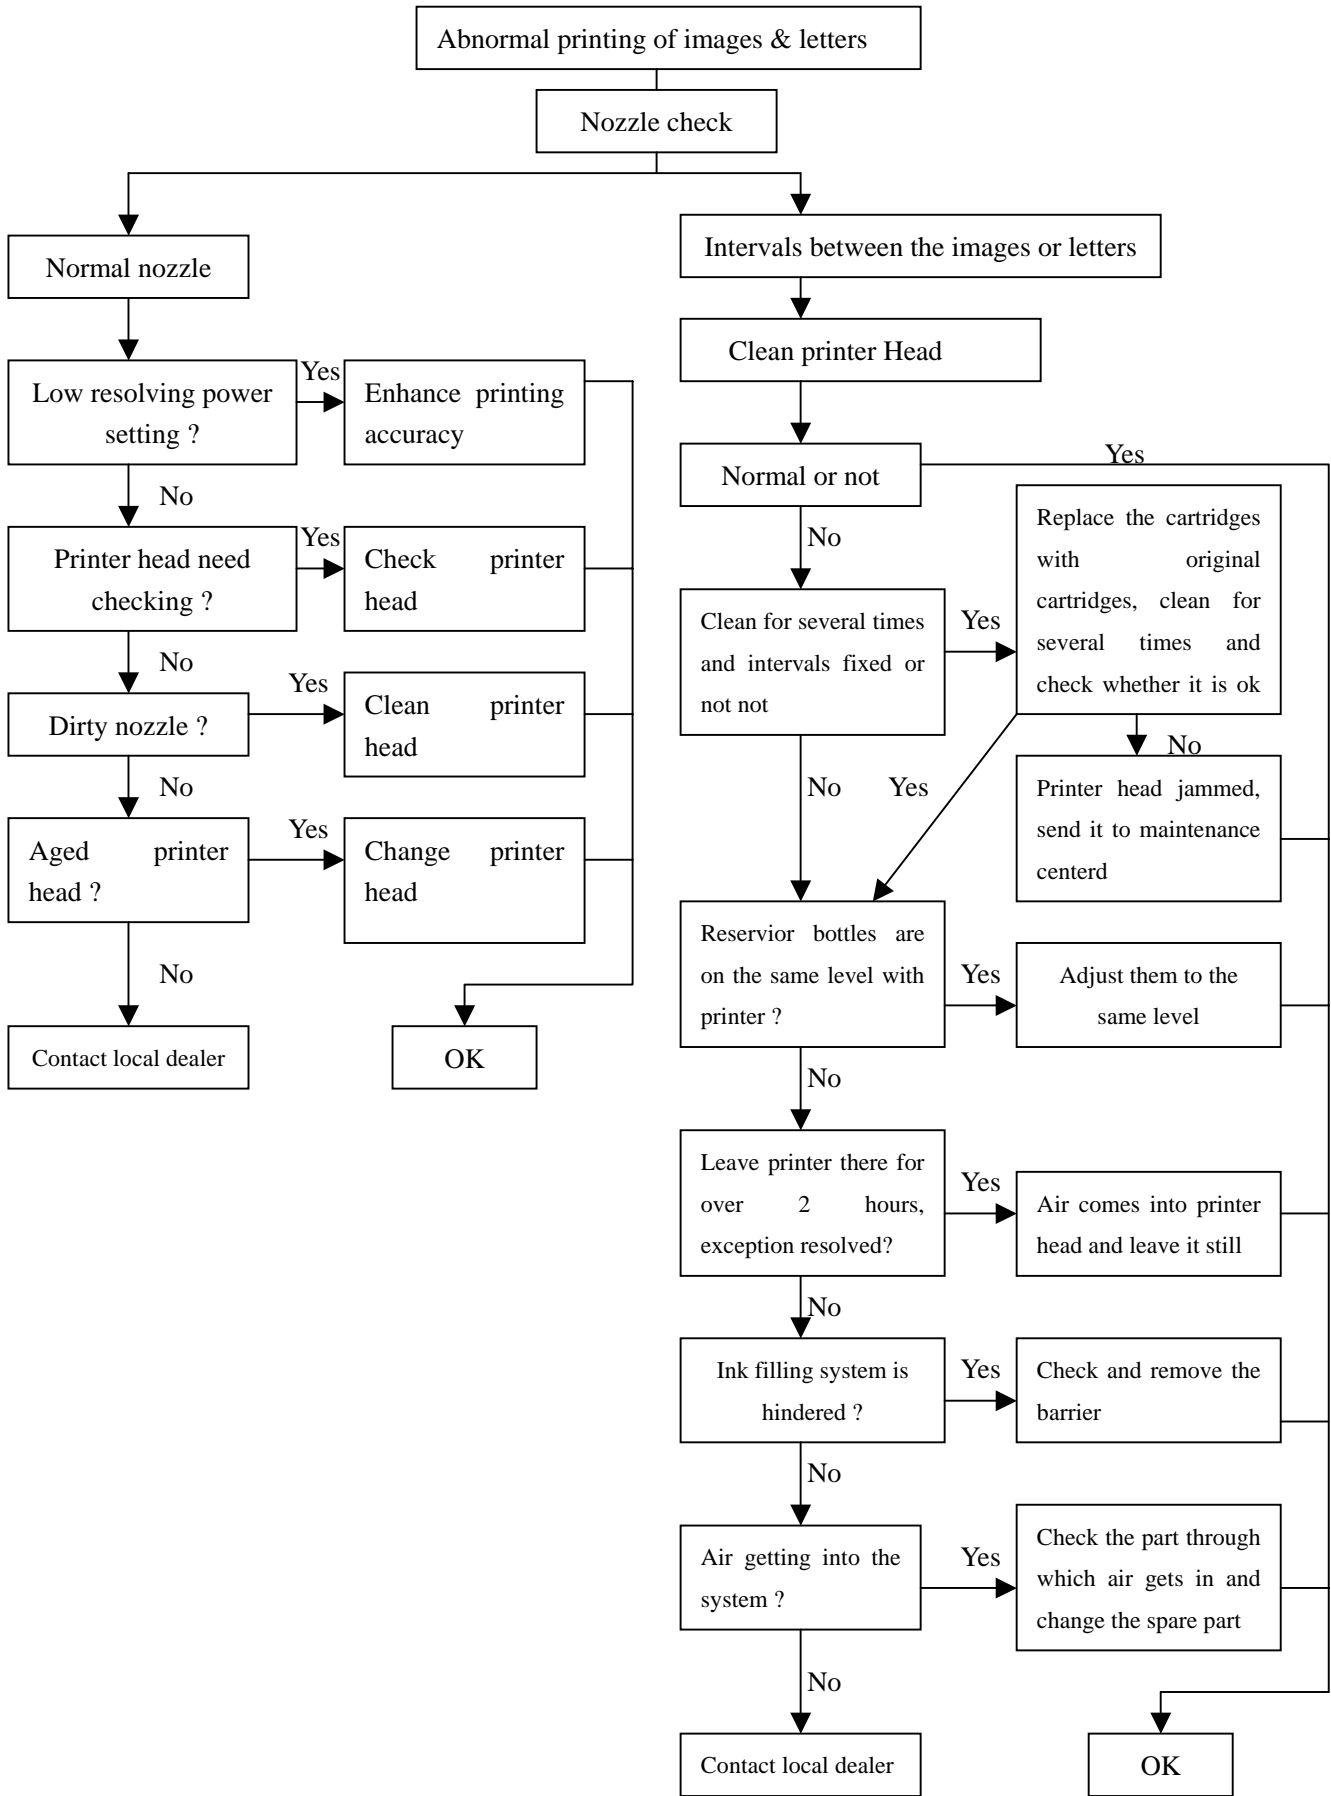 Abnormal printing of images & letters
Nozzle check
Normal nozzle
Low resolving power
setting ?
Yes
Enhance printing
accuracy
No
Printer head need
checking ?
Yes
Check printer
head
No
Dirty nozzle ?
Yes
Clean printer
head
No
Aged printer
head ?
Yes
Change printer
head
No
Contact local dealer
OK
Intervals between the images or letters
Clean printer Head
Normal or not
Yes
No
Clean for several times
and intervals fixed or
not not
Yes
Replace the cartridges
with original
cartridges, clean for
several times and
check whether it is ok
No
Yes
No
Printer head jammed,
send it to maintenance
centerd
Reservior bottles are
on the same level with
printer ?
Yes
Adjust them to the
same level
No
Leave printer there for
over 2 hours,
exception resolved?
Yes
Air comes into printer
head and leave it still
No
Ink filling system is
hindered ?
Yes
Check and remove the
barrier
No
Air getting into the
system ?
Yes
Check the part through
which air gets in and
change the spare part
No
Contact local dealer
OK